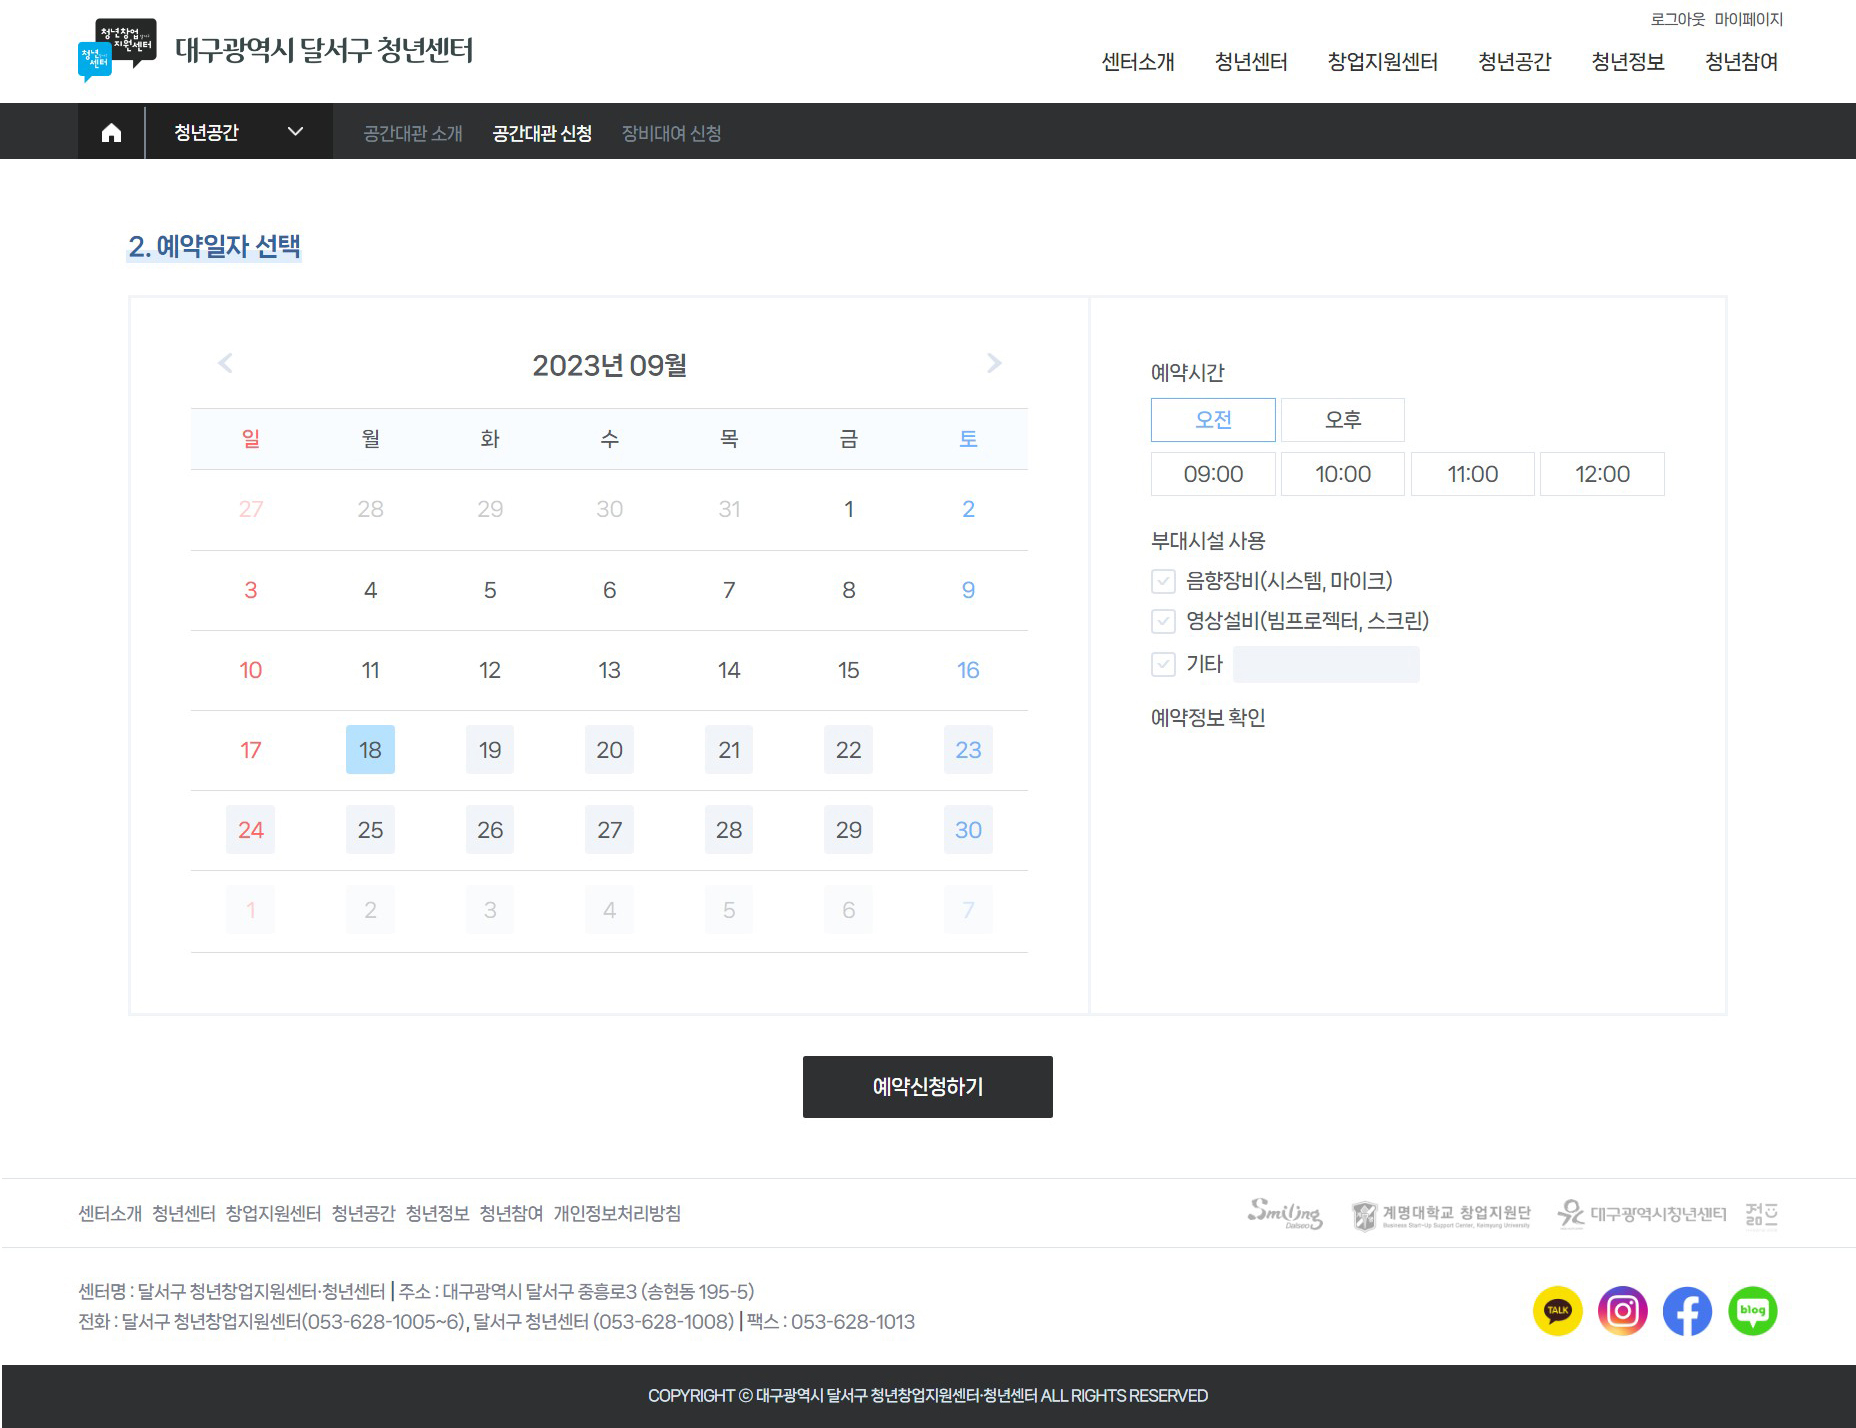 로그아웃 마이페이지
청년창업
지원센터
청년
센터
대구광역시 달서구 청년센터
센터소개 청년센터 창업지원센터 청년공간 청년정보 청년참여
청년공간 공간대관 소개 공간대관 신청 장비대여 신청
2. 예약일자 선택
2023년 09월
일 월 화 수 목 금 토
27 28 29 30 31 1 2
3 4 5 6 7 8 9
10 11 12 13 14 15 16
17 18 19 20 21 22 23
24 25 26 27 28 29 30
1 2 3 4 5 6 7
예약시간
오전 오후
09:00 10:00 11:00 12:00
부대시설 사용
음향장비(시스템, 마이크)
영상설비(빔프로젝터, 스크린)
기타
예약정보 확인
예약신청하기
센터소개 청년센터 창업지원센터 청년공간 청년정보 청년참여 개인정보처리방침
Smiling
Dalseo
계명대학교 창업지원단
Business Start-Up Support Center, Keimyung University
대구광역시청년센터
센터명 : 달서구 청년창업지원센터·청년센터 | 주소 : 대구광역시 달서구 중흥로3 (송현동 195-5)
전화 : 달서구 청년창업지원센터(053-628-1005~6), 달서구 청년센터 (053-628-1008) | 팩스 : 053-628-1013
TALK
blog
COPYRIGHT ⓒ 대구광역시 달서구 청년창업지원센터·청년센터 ALL RIGHTS RESERVED